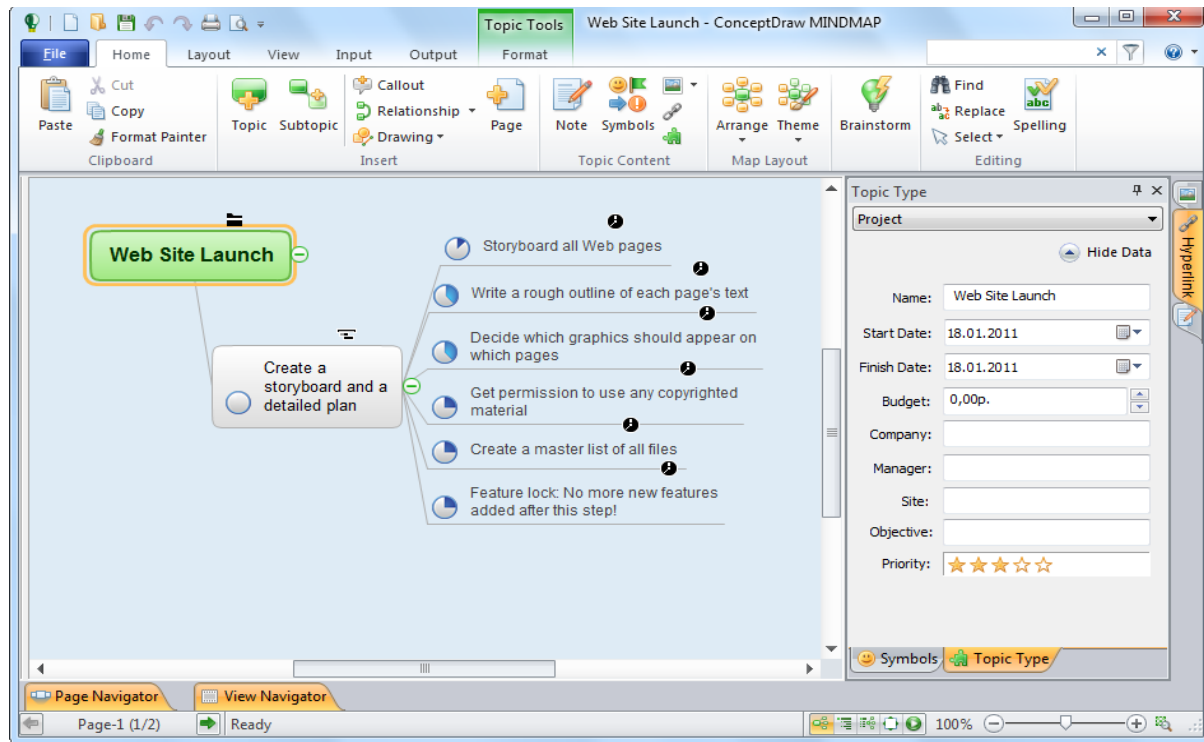 Topic Tools
Web Site Launch - ConceptDraw MINDMAP
File
Home
Layout
View
Input
Output
Format
Paste
Cut
Copy
Format Painter
Clipboard
Topic
Subtopic
Callout
Relationship
Drawing
Insert
Page
Note
Symbols
Topic Content
Arrange
Theme
Map Layout
Brainstorm
Find
Replace
Select
abc
Spelling
Editing
Web Site Launch
Create a
storyboard and a
detailed plan
Storyboard all Web pages
Write a rough outline of each page's text
Decide which graphics should appear on
which pages
Get permission to use any copyrighted
material
Create a master list of all files
Feature lock: No more new features
added after this step!
Topic Type
Project
Hide Data
Name: Web Site Launch
Start Date: 18.01.2011
Finish Date: 18.01.2011
Budget: 0,00p.
Company:
Manager:
Site:
Objective:
Priority:
Symbols
Topic Type
Hyperlink
Page Navigator
View Navigator
Page-1 (1/2)
Ready
100%